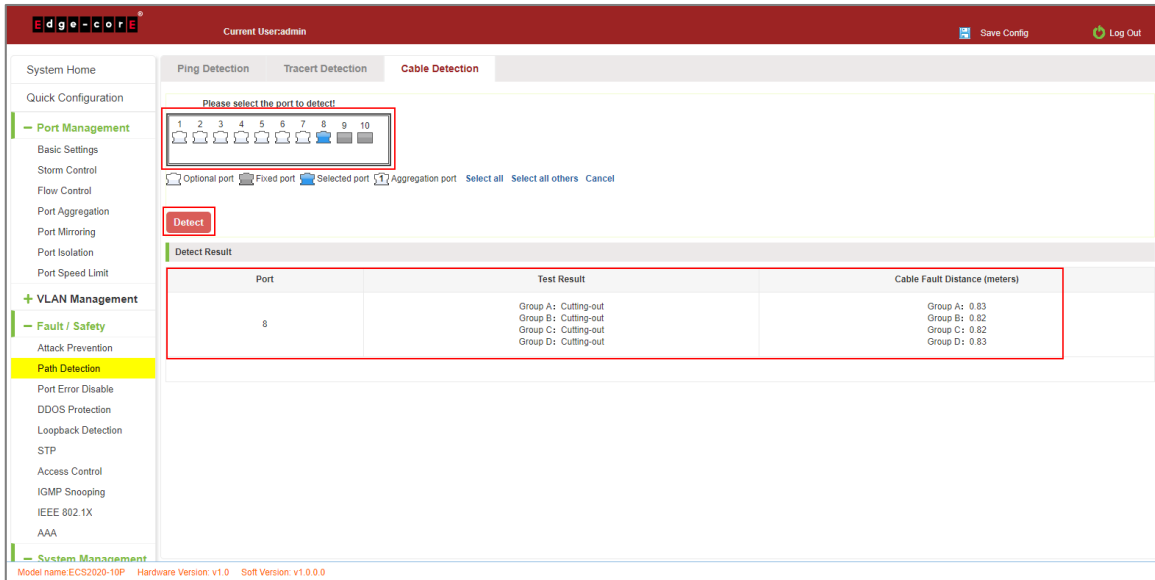 Edge-corE®
Current User:admin
Save Config
Log Out
System Home
Quick Configuration
Port Management
Basic Settings
Storm Control
Flow Control
Port Aggregation
Port Mirroring
Port Isolation
Port Speed Limit
VLAN Management
Fault / Safety
Attack Prevention
Path Detection
Port Error Disable
DDOS Protection
Loopback Detection
STP
Access Control
IGMP Snooping
IEEE 802.1X
AAA
System Management
Ping Detection Tracert Detection Cable Detection
Please select the port to detect!
1 2 3 4 5 6 7 8 9 10
Optional port Fixed port Selected port 1 Aggregation port Select all Select all others Cancel
Detect
Detect Result
Port Test Result Cable Fault Distance (meters)
8
Group A: Cutting-out
Group B: Cutting-out
Group C: Cutting-out
Group D: Cutting-out
Group A: 0.83
Group B: 0.82
Group C: 0.82
Group D: 0.83
Model name:ECS2020-10P Hardware Version: v1.0 Soft Version: v1.0.0.0